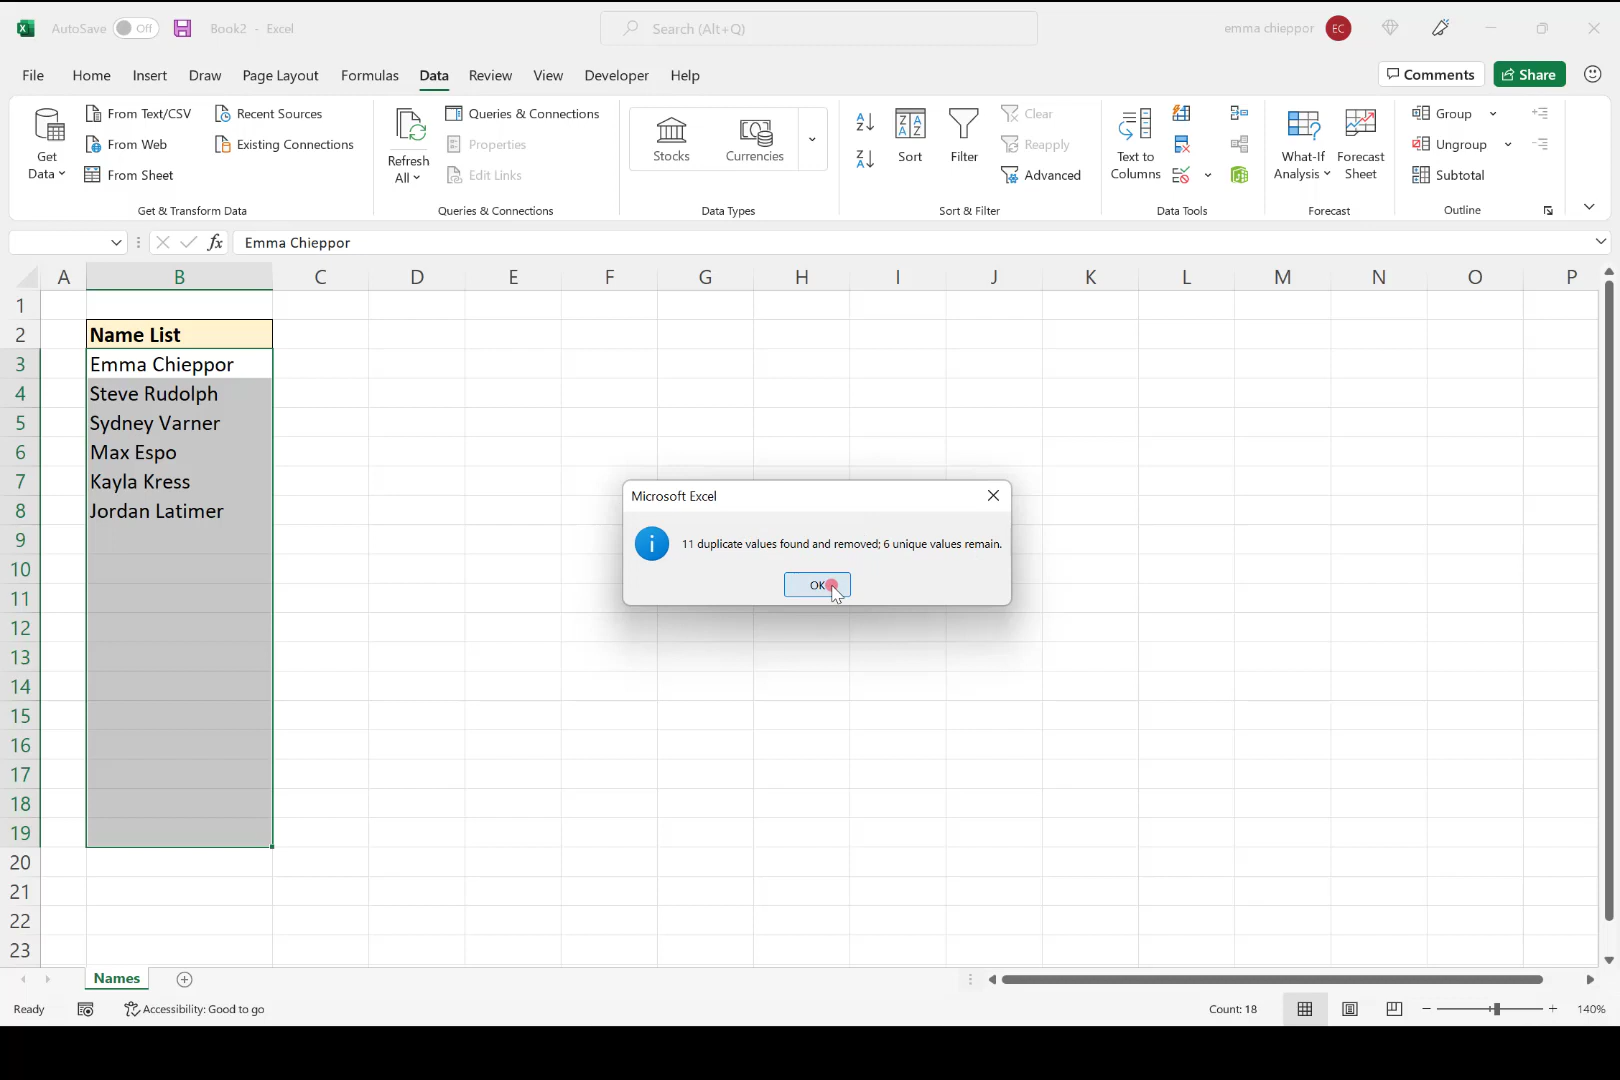 AutoSave Off Book2 - Excel Search (Alt+Q) emma chieppor EC
File Home Insert Draw Page Layout Formulas Data Review View Developer Help Comments Share
Get Data
From Text/CSV
From Web
From Sheet
Recent Sources
Existing Connections
Get & Transform Data
Refresh All
Queries & Connections
Properties
Edit Links
Queries & Connections
Stocks Currencies
Data Types
A Z
Z A
Z A A Z
Sort
Filter
Clear
Reapply
Advanced
Sort & Filter
Text to Columns
Data Tools
What-If Analysis
Forecast Sheet
Forecast
Group
Ungroup
Subtotal
Outline
fx Emma Chieppor
A B C D E F G H I J K L M N O P
1
2 Name List
3 Emma Chieppor
4 Steve Rudolph
5 Sydney Varner
6 Max Espo
7 Kayla Kress
8 Jordan Latimer
9
10
11
12
13
14
15
16
17
18
19
20
21
22
23
Microsoft Excel
i 11 duplicate values found and removed; 6 unique values remain.
OK
Names
Ready Accessibility: Good to go Count: 18 140%